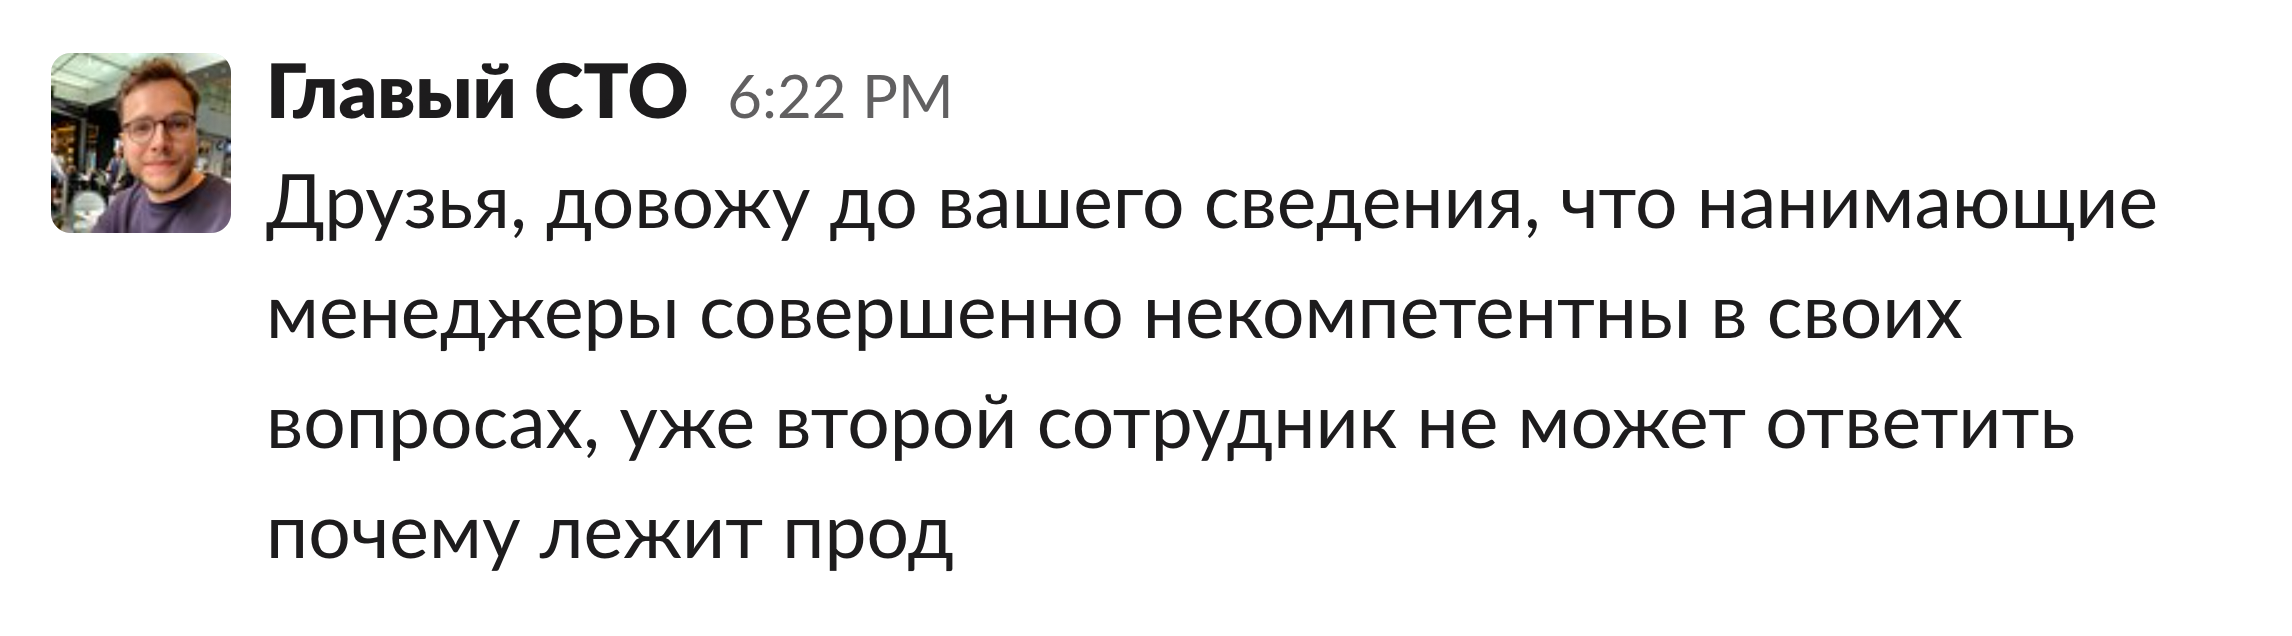 Главый СТО 6:22 PM
Друзья, довожу до вашего сведения, что нанимающие
менеджеры совершенно некомпетентны в своих
вопросах, уже второй сотрудник не может ответить
почему лежит прод